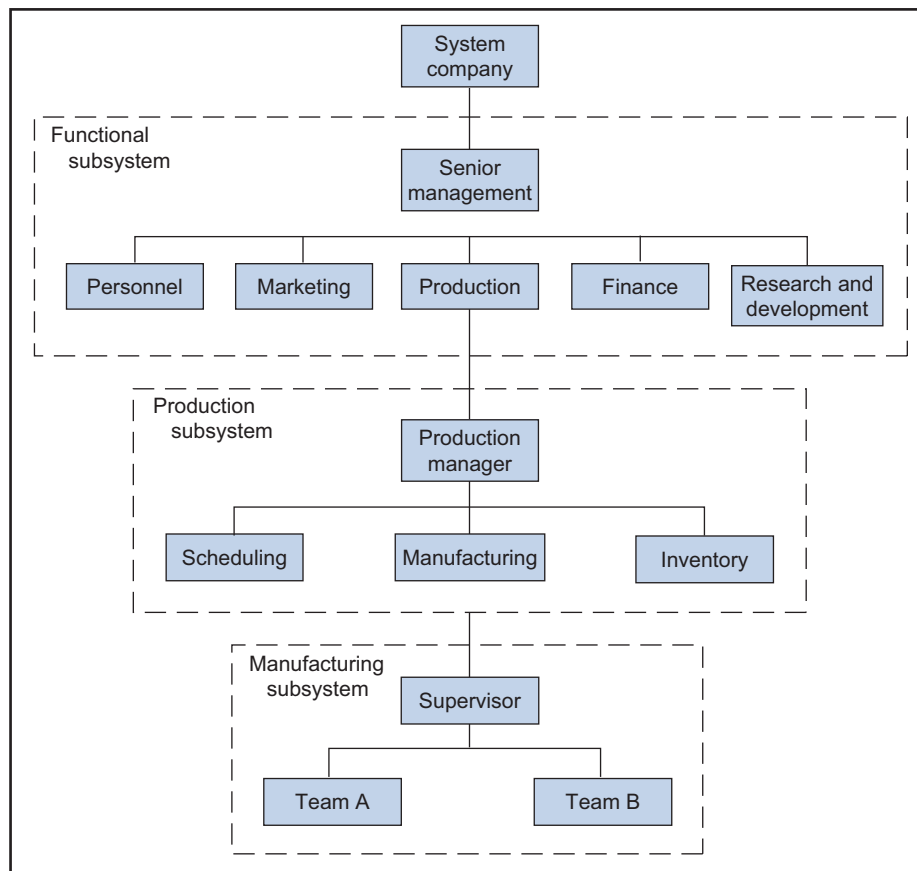 System
company
Functional
subsystem
Senior
management
Personnel
Marketing
Production
Finance
Research and
development
Production
subsystem
Production
manager
Scheduling
Manufacturing
Inventory
Manufacturing
subsystem
Supervisor
Team A
Team B